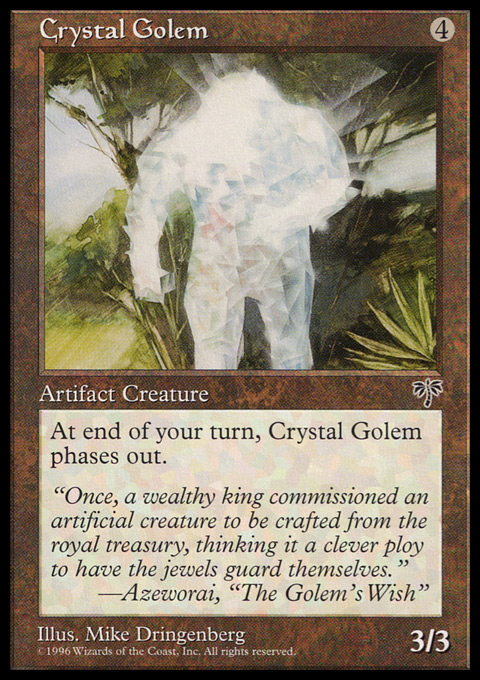 Crystal Golem 4
Artifact Creature
At end of your turn, Crystal Golem
phases out.
“Once, a wealthy king commissioned an
artificial creature to be crafted from the
royal treasury, thinking it a clever ploy
to have the jewels guard themselves.”
—Azeworai, “The Golem’s Wish”
Illus. Mike Dringenberg
3/3
©1996 Wizards of the Coast, Inc. All rights reserved.